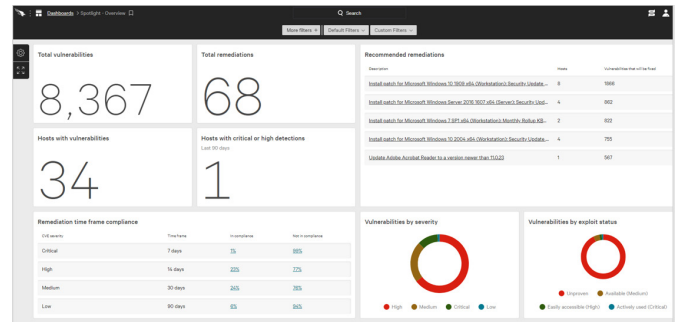 Dashboards > Spotlight - Overview
Search
More filters +
Default Filters
Custom Filters
Total vulnerabilities
8,367
Total remediations
68
Hosts with vulnerabilities
34
Hosts with critical or high detections
Last 90 days
1
Recommended remediations
Description Hosts Vulnerabilities that will be fixed
Install patch for Microsoft Windows 10 1909 x64 (Workstation): Security Update ... 8
Install patch for Microsoft Windows Server 2016 1607 x64 (Server): Security Upd... 4 862
Install patch for Microsoft Windows 7 SP1 x64 (Workstation): Monthly Rollup KB... 2 822
Install patch for Microsoft Windows 10 2004 x64 (Workstation): Security Update ... 4 755
Update Adobe Acrobat Reader to a version newer than 11.0.23 1 567
Remediation time frame compliance
CVE severity Time frame In compliance Not in compliance
Critical 7 days 1%
High 14 days 77%
Medium 30 days 24% 76%
Low 90 days 94%
Vulnerabilities by severity
High Medium Critical Low
Vulnerabilities by exploit status
Unproven Available (Medium)
Easily accessible (High) Actively used (Critical)